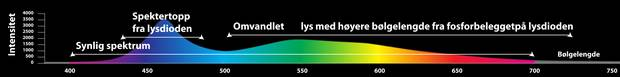 Intensitet
4000
3500
3000
2500
2000
1500
1000
500
0
Spektertopp
fra lysdioden
Synlig spektrum
Omvandlet lys med høyere bølgelengde fra fosforbeleggetpå lysdioden
Bølgelengde
400 450 500 550 600 650 700 750